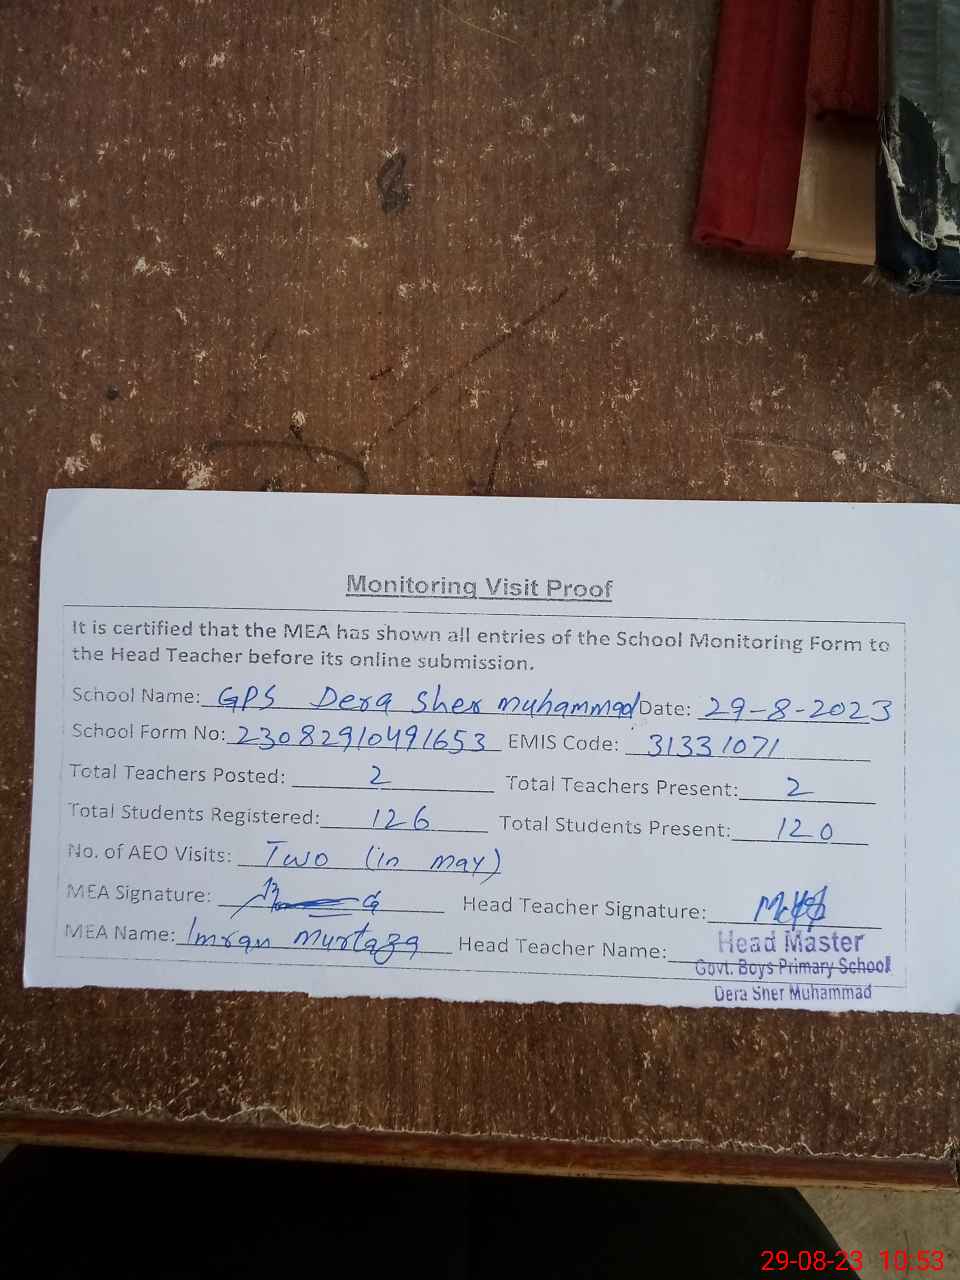 Monitoring Visit Proof
It is certified that the MEA has shown all entries of the School Monitoring Form to
the Head Teacher before its online submission.
School Name: GPS Dera Sher Muhammad Date: 29-8-2023
School Form No: 23082910491653 EMIS Code: 31331071
Total Teachers Posted: 2 Total Teachers Present: 2
Total Students Registered: 126 Total Students Present: 120
No. of AEO Visits: Two (in may)
MEA Signature: Head Teacher Signature:
MEA Name: Imran Murtaza Head Teacher Name:
Head Master
Govt. Boys Primary School
Dera Sher Muhammad
29-08-23 10:53